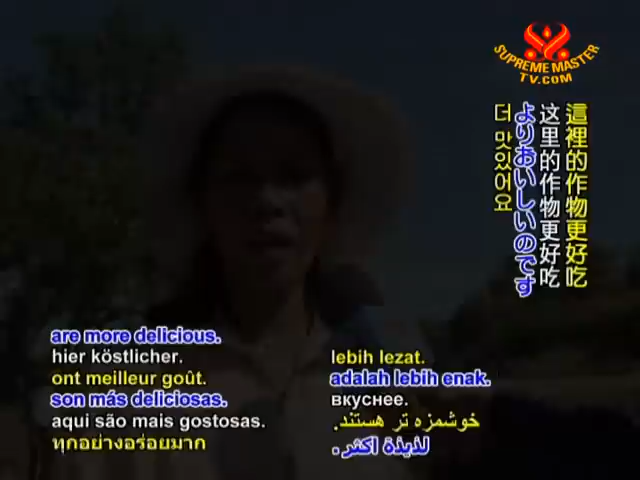 SUPREME MASTER
TV.COM
這裡的作物更好吃
这里的作物更好吃
よりおいしいのです
더 맛있어요
are more delicious.
hier köstlicher.
ont meilleur goût.
son más deliciosas.
aqui são mais gostosas.
ทุกอย่างอร่อยมาก
lebih lezat.
adalah lebih enak.
вкуснее.
خوشمزه تر هستند.
لذيذة اكثر.